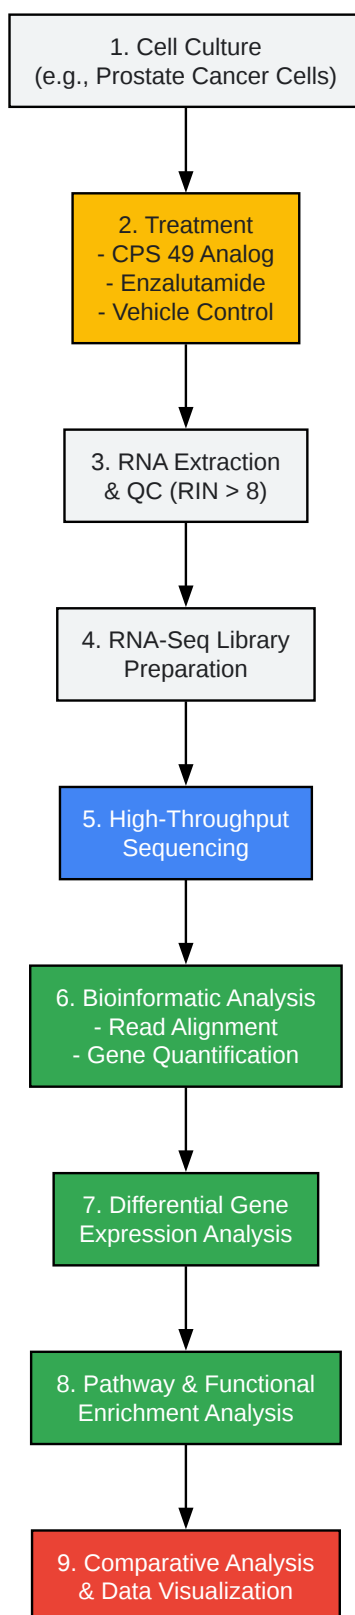 1. Cell Culture
(e.g., Prostate Cancer Cells)
2. Treatment
- CPS 49 Analog
- Enzalutamide
- Vehicle Control
3. RNA Extraction
& QC (RIN > 8)
4. RNA-Seq Library
Preparation
5. High-Throughput
Sequencing
6. Bioinformatic Analysis
- Read Alignment
- Gene Quantification
7. Differential Gene
Expression Analysis
8. Pathway & Functional
Enrichment Analysis
9. Comparative Analysis
& Data Visualization